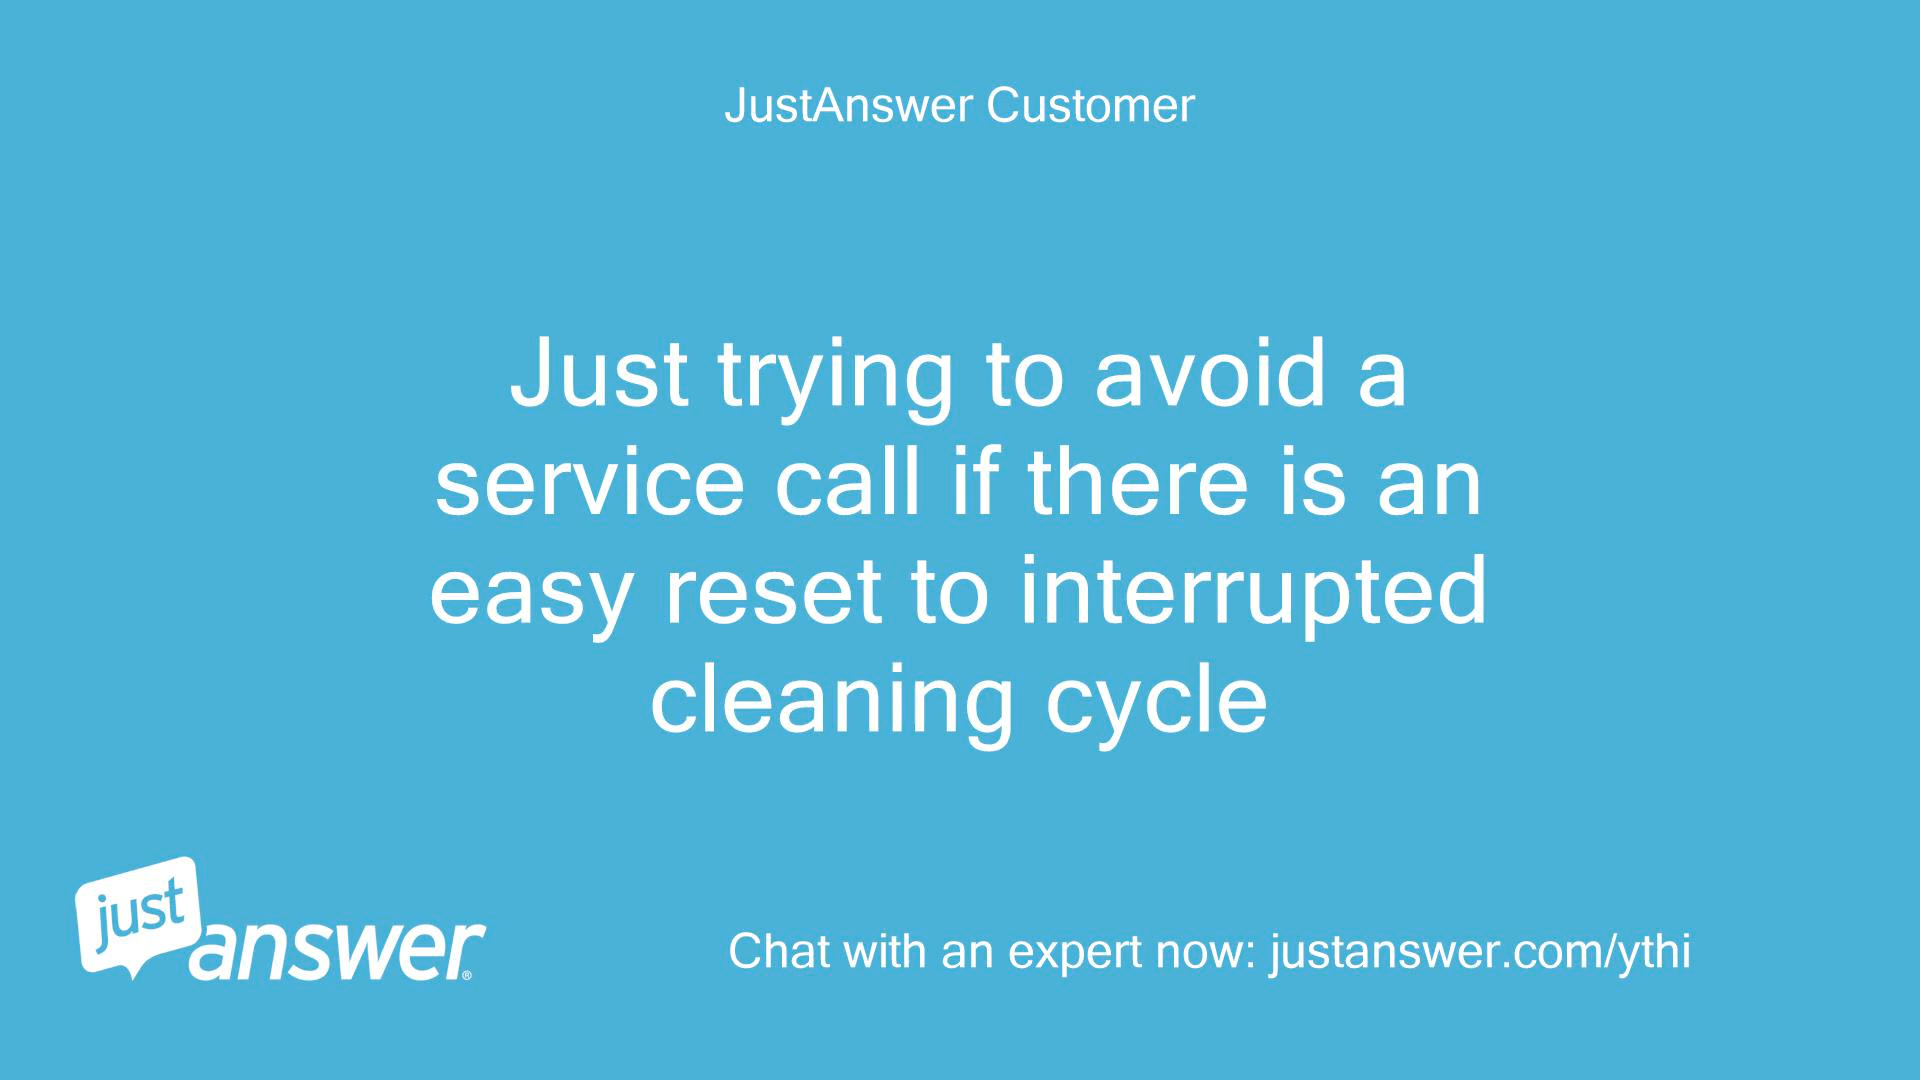 JustAnswer Customer
Just trying to avoid a
service call if there is an
easy reset to interrupted
cleaning cycle
just
answer®
Chat with an expert now: justanswer.com/ythi